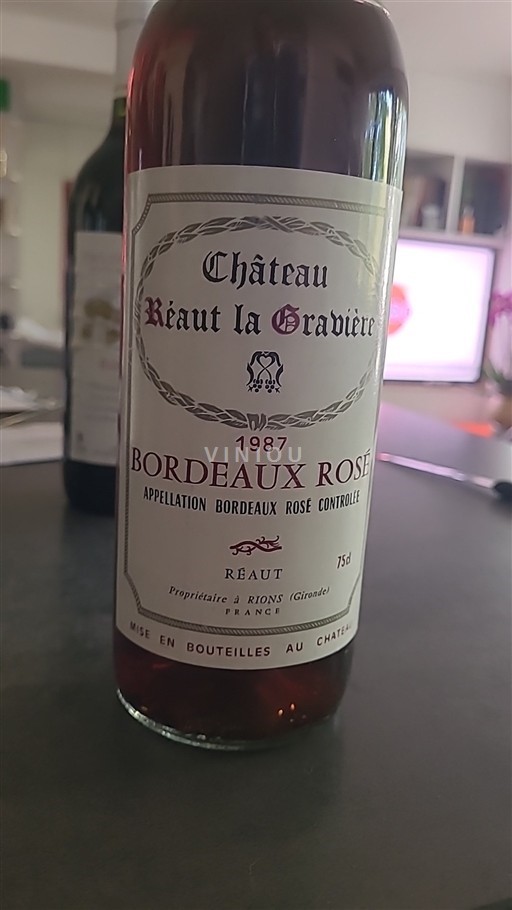 Château
Réaut la Gravière
1987
VINIOU
BORDEAUX ROSÉ
APPELLATION BORDEAUX ROSÉ CONTROLÉE
75cl
RÉAUT
Propriétaire à RIONS (Gironde)
FRANCE
MISE EN BOUTEILLES AU CHATEAU